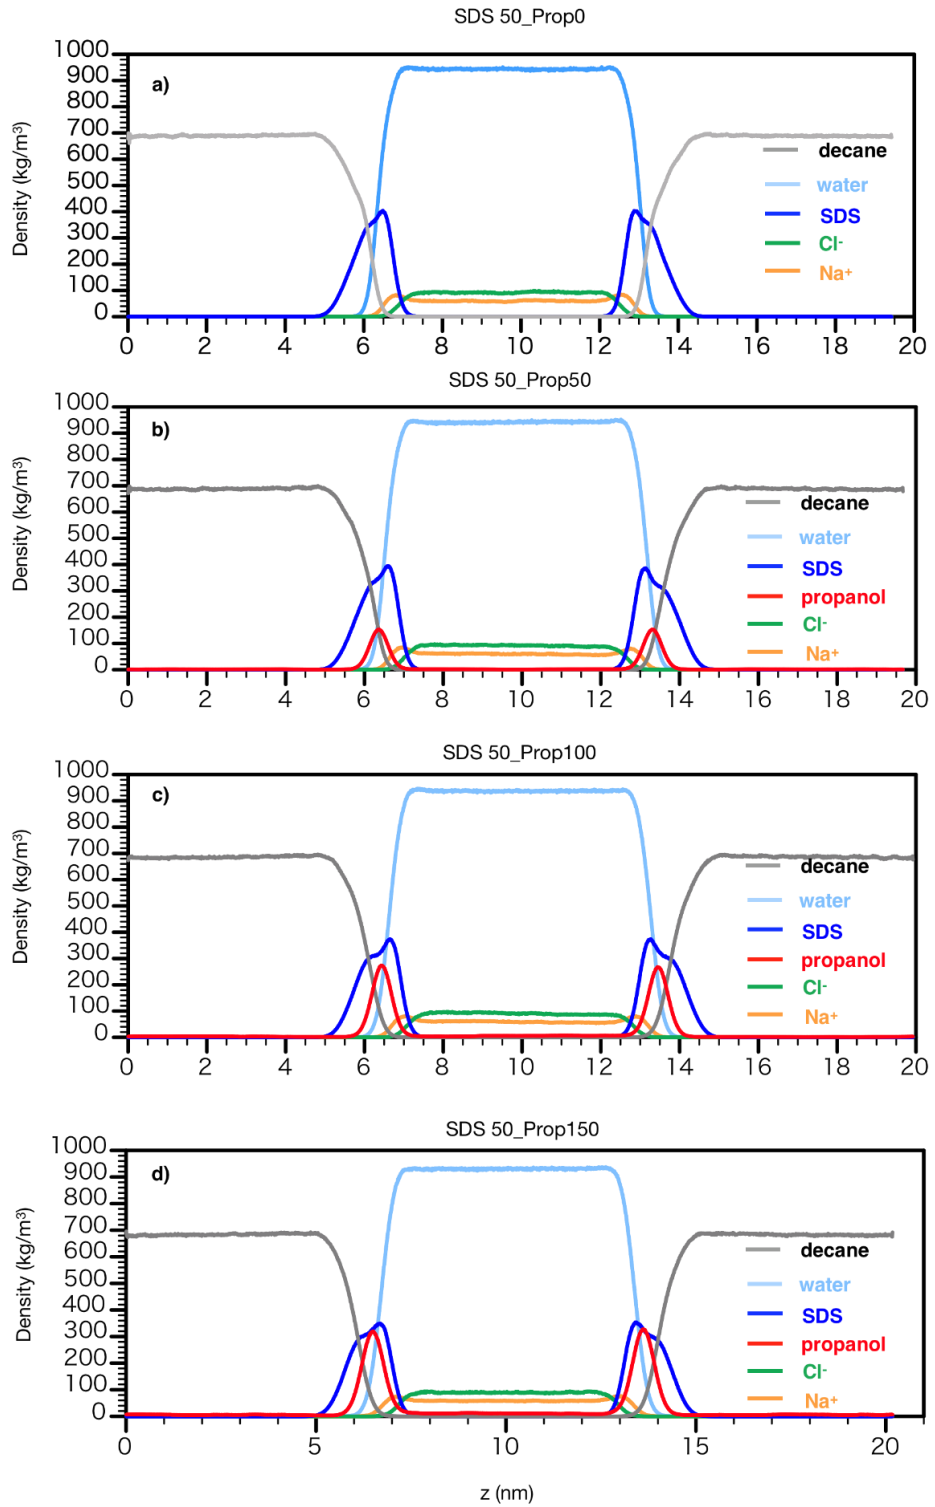 SDS 50_Prop0
1000
900
800
700
600
500
400
300
200
100
0
Density (kg/m³)
a)
decane
water
SDS
Cl-
Na+
0 2 4 6 8 10 12 14 16 18 20
SDS 50_Prop50
1000
900
800
700
600
500
400
300
200
100
0
Density (kg/m³)
b)
decane
water
SDS
propanol
Cl-
Na+
0 2 4 6 8 10 12 14 16 18 20
SDS 50_Prop100
1000
900
800
700
600
500
400
300
200
100
0
Density (kg/m³)
c)
decane
water
SDS
propanol
Cl-
Na+
0 2 4 6 8 10 12 14 16 18 20
SDS 50_Prop150
1000
900
800
700
600
500
400
300
200
100
0
Density (kg/m³)
d)
decane
water
SDS
propanol
Cl-
Na+
0 5 10 15 20
z (nm)